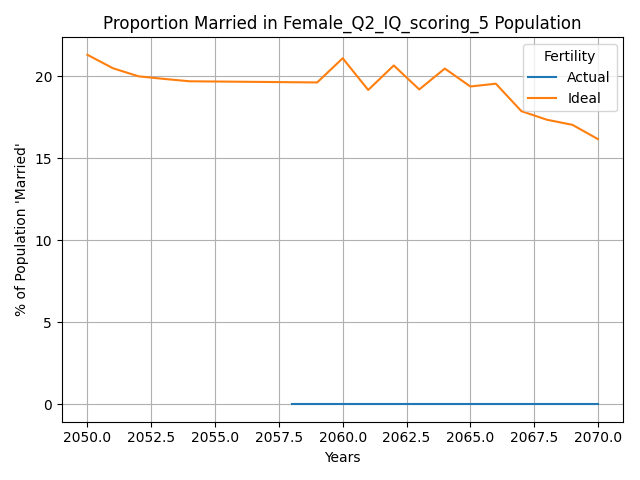 Proportion Married in Female_Q2_IQ_scoring_5 Population
Fertility
Actual
Ideal
% of Population 'Married'
20
15
10
5
0
2050.0 2052.5 2055.0 2057.5 2060.0 2062.5 2065.0 2067.5 2070.0
Years